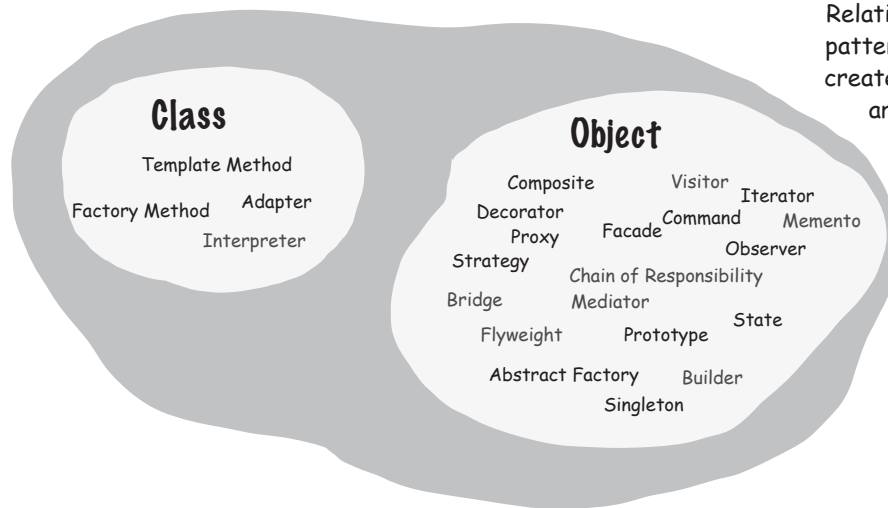 Class
Template Method
Factory Method
Adapter
Interpreter
Object
Composite
Visitor
Iterator
Decorator
Command
Memento
Proxy
Facade
Observer
Strategy
Chain of Responsibility
Bridge
Mediator
State
Flyweight
Prototype
Abstract Factory
Builder
Singleton